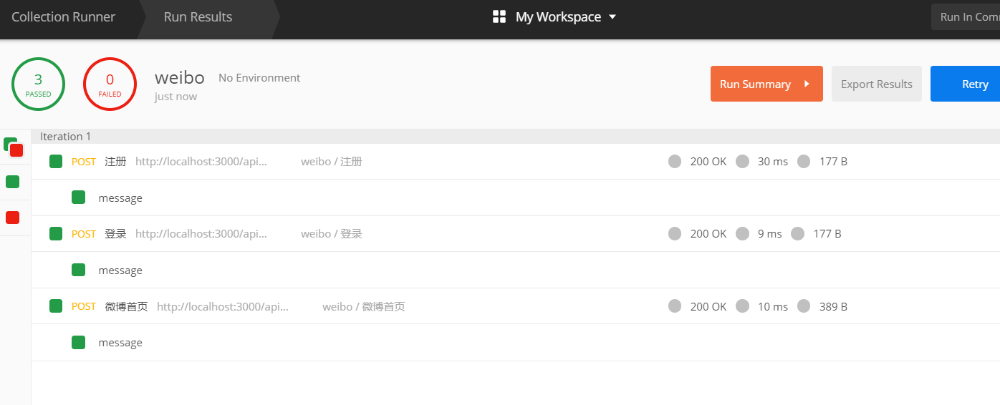 Collection Runner Run Results My Workspace Run In Com
3 PASSED 0 FAILED weibo No Environment
just now
Run Summary Export Results Retry
Iteration 1
POST 注册 http://localhost:3000/api... weibo / 注册 200 OK 30 ms 177 B
message
POST 登录 http://localhost:3000/api... weibo / 登录 200 OK 9 ms 177 B
message
POST 微博首页 http://localhost:3000/api... weibo / 微博首页 200 OK 10 ms 389 B
message